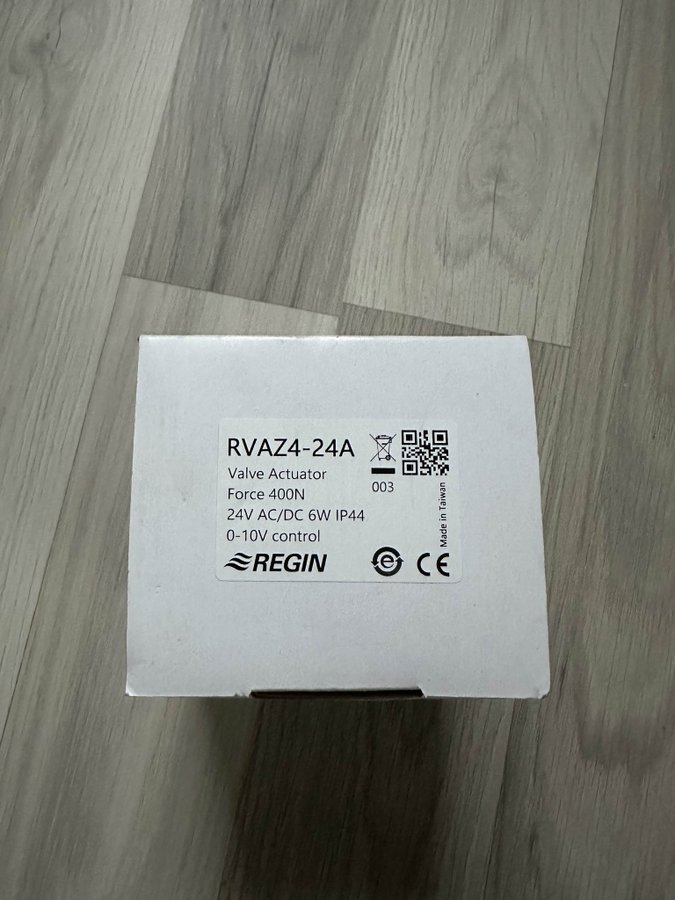 RVAZ4-24A
Valve Actuator
Force 400N
24V AC/DC 6W IP44
0-10V control
REGIN
003
Made in Taiwan
e
CE